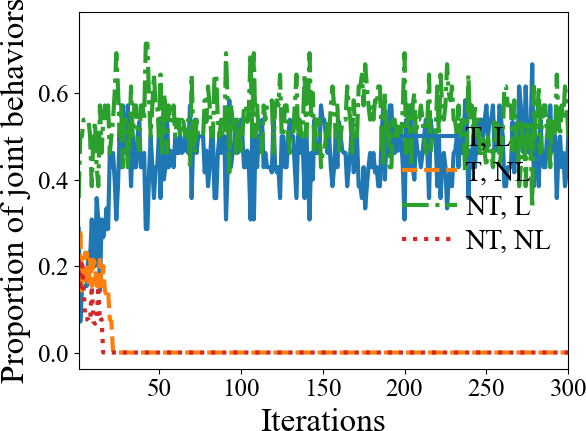 Proportion of joint behaviors
0.6
0.4
0.2
0.0
T, L
T, NL
NT, L
NT, NL
50
100
150
200
250
300
Iterations